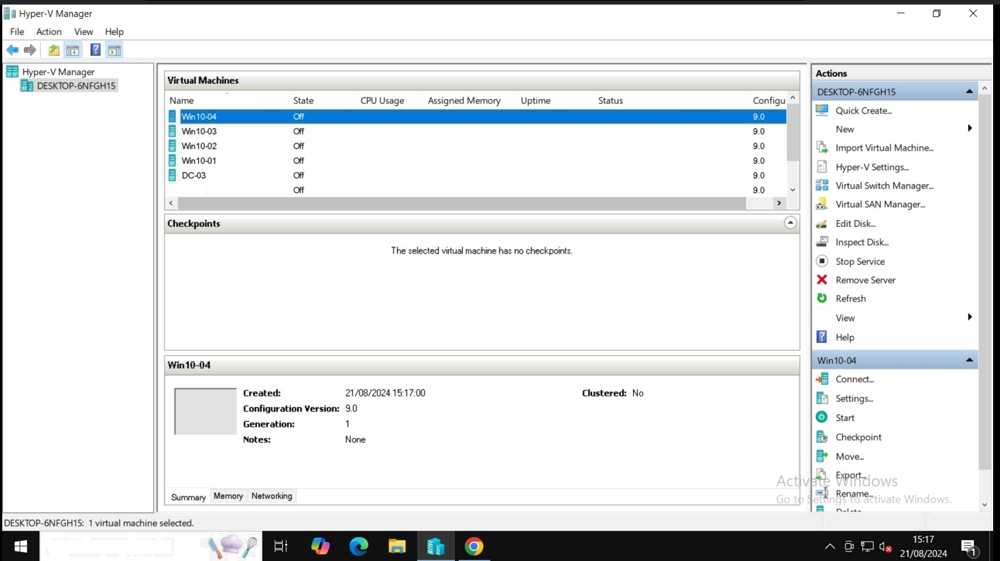 Hyper-V Manager
File Action View Help
Hyper-V Manager
DESKTOP-6NFGH15
Virtual Machines
Name State CPU Usage Assigned Memory Uptime Status Configu
Win10-04 Off 9.0
Win10-03 Off 9.0
Win10-02 Off 9.0
Win10-01 Off 9.0
DC-03 Off 9.0
Off 9.0
Checkpoints
The selected virtual machine has no checkpoints.
Win10-04
Created: 21/08/2024 15:17:00 Clustered: No
Configuration Version: 9.0
Generation: 1
Notes: None
Summary Memory Networking
Actions
DESKTOP-6NFGH15
Quick Create...
New
Import Virtual Machine...
Hyper-V Settings...
Virtual Switch Manager...
Virtual SAN Manager...
Edit Disk...
Inspect Disk...
Stop Service
Remove Server
Refresh
View
Help
Win10-04
Connect...
Settings...
Start
Checkpoint
Move...
Export...
Rename...
Activate Windows
Go to Settings to activate Windows.
DESKTOP-6NFGH15: 1 virtual machine selected.
15:17
21/08/2024
1